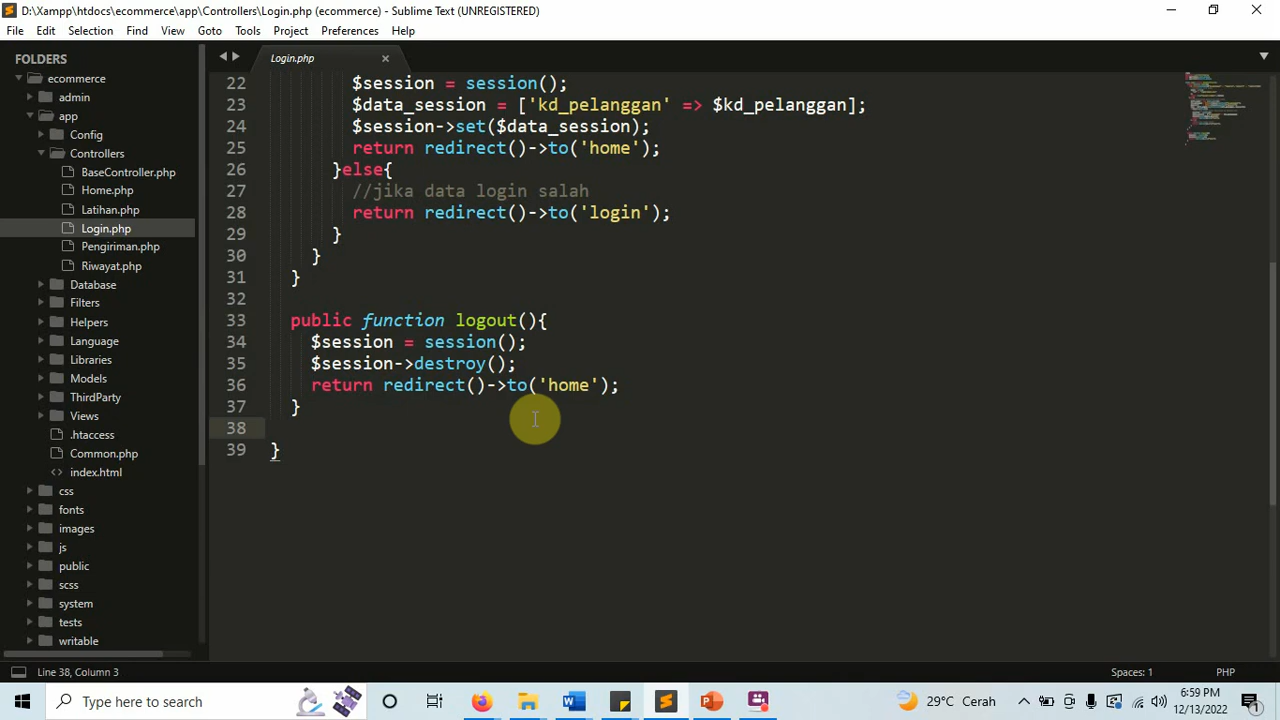 D:\Xampp\htdocs\ecommerce\app\Controllers\Login.php (ecommerce) - Sublime Text (UNREGISTERED)
File Edit Selection Find View Goto Tools Project Preferences Help
FOLDERS
ecommerce
admin
app
Config
Controllers
BaseController.php
Home.php
Latihan.php
Login.php
Pengiriman.php
Riwayat.php
Database
Filters
Helpers
Language
Libraries
Models
ThirdParty
Views
.htaccess
Common.php
index.html
css
fonts
images
js
public
scss
system
tests
writable
Login.php
22 $session = session();
23 $data_session = ['kd_pelanggan' => $kd_pelanggan];
24 $session->set($data_session);
25 return redirect()->to('home');
26 }else{
27 //jika data login salah
28 return redirect()->to('login');
29 }
30 }
31 }
32
33 public function logout(){
34 $session = session();
35 $session->destroy();
36 return redirect()->to('home');
37 }
38
39 }
Line 38, Column 3
Spaces: 1
PHP
Type here to search
29°C Cerah
6:59 PM
12/13/2022
1